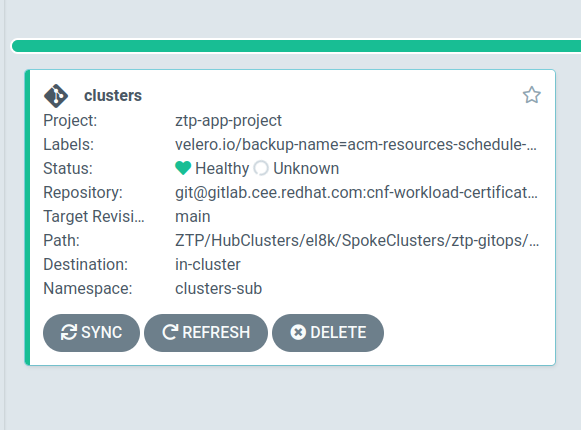 clusters
Project: ztp-app-project
Labels: velero.io/backup-name=acm-resources-schedule-...
Status: Healthy Unknown
Repository: git@gitlab.cee.redhat.com:cnf-workload-certificat...
Target Revisi... main
Path: ZTP/HubClusters/el8k/SpokeClusters/ztp-gitops/...
Destination: in-cluster
Namespace: clusters-sub
SYNC REFRESH DELETE